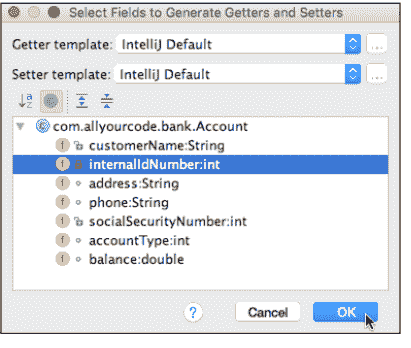 Select Fields to Generate Getters and Setters
Getter template: IntelliJ Default ...
Setter template: IntelliJ Default ...
com.allyourcode.bank.Account
customerName:String
internalIdNumber:int
address:String
phone:String
socialSecurityNumber:int
accountType:int
balance:double
? Cancel OK